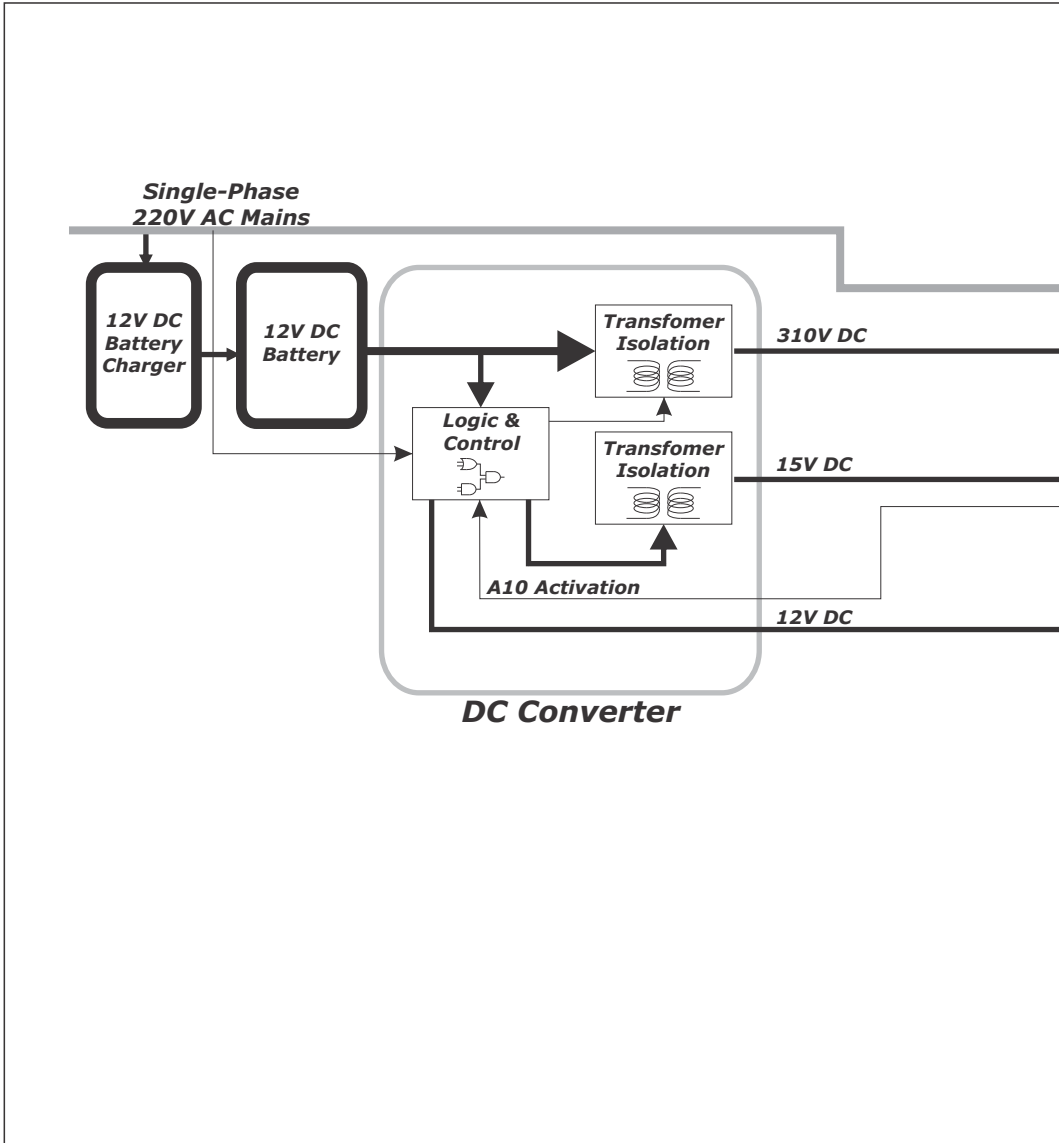 Single-Phase
220V AC Mains
12V DC
Battery
Charger
12V DC
Battery
Transfomer
Isolation
310V DC
Logic &
Control
Transfomer
Isolation
15V DC
A10 Activation
12V DC
DC Converter